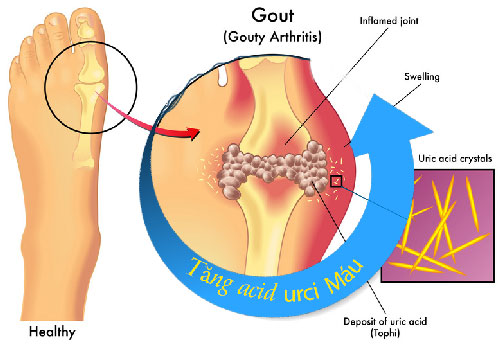 Gout
(Gouty Arthritis)
Inflamed joint
Swelling
Uric acid crystals
Tăng acid urci Máu
Deposit of uric acid
(Tophi)
Healthy